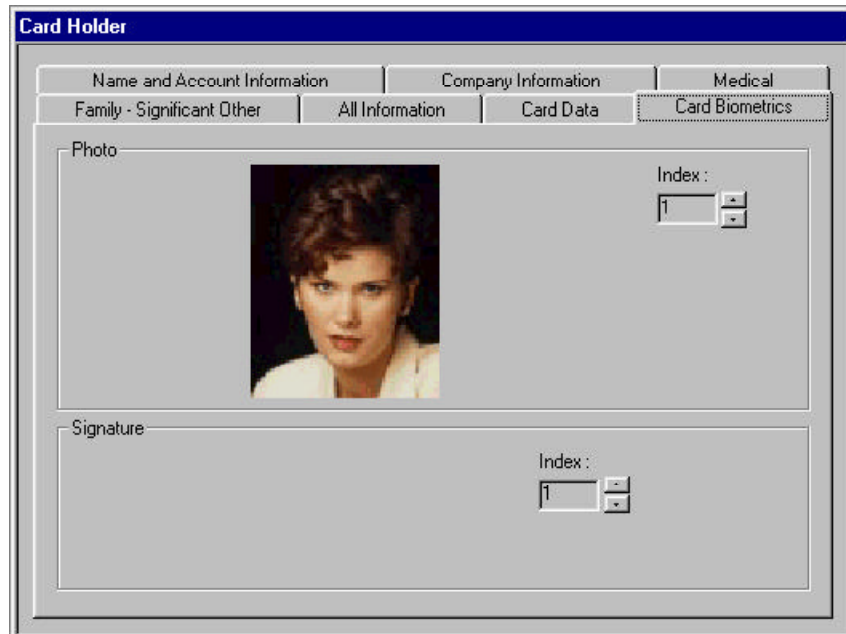 Card Holder
Name and Account Information Company Information Medical
Family - Significant Other All Information Card Data Card Biometrics
Photo
Index :
1
Signature
Index :
1